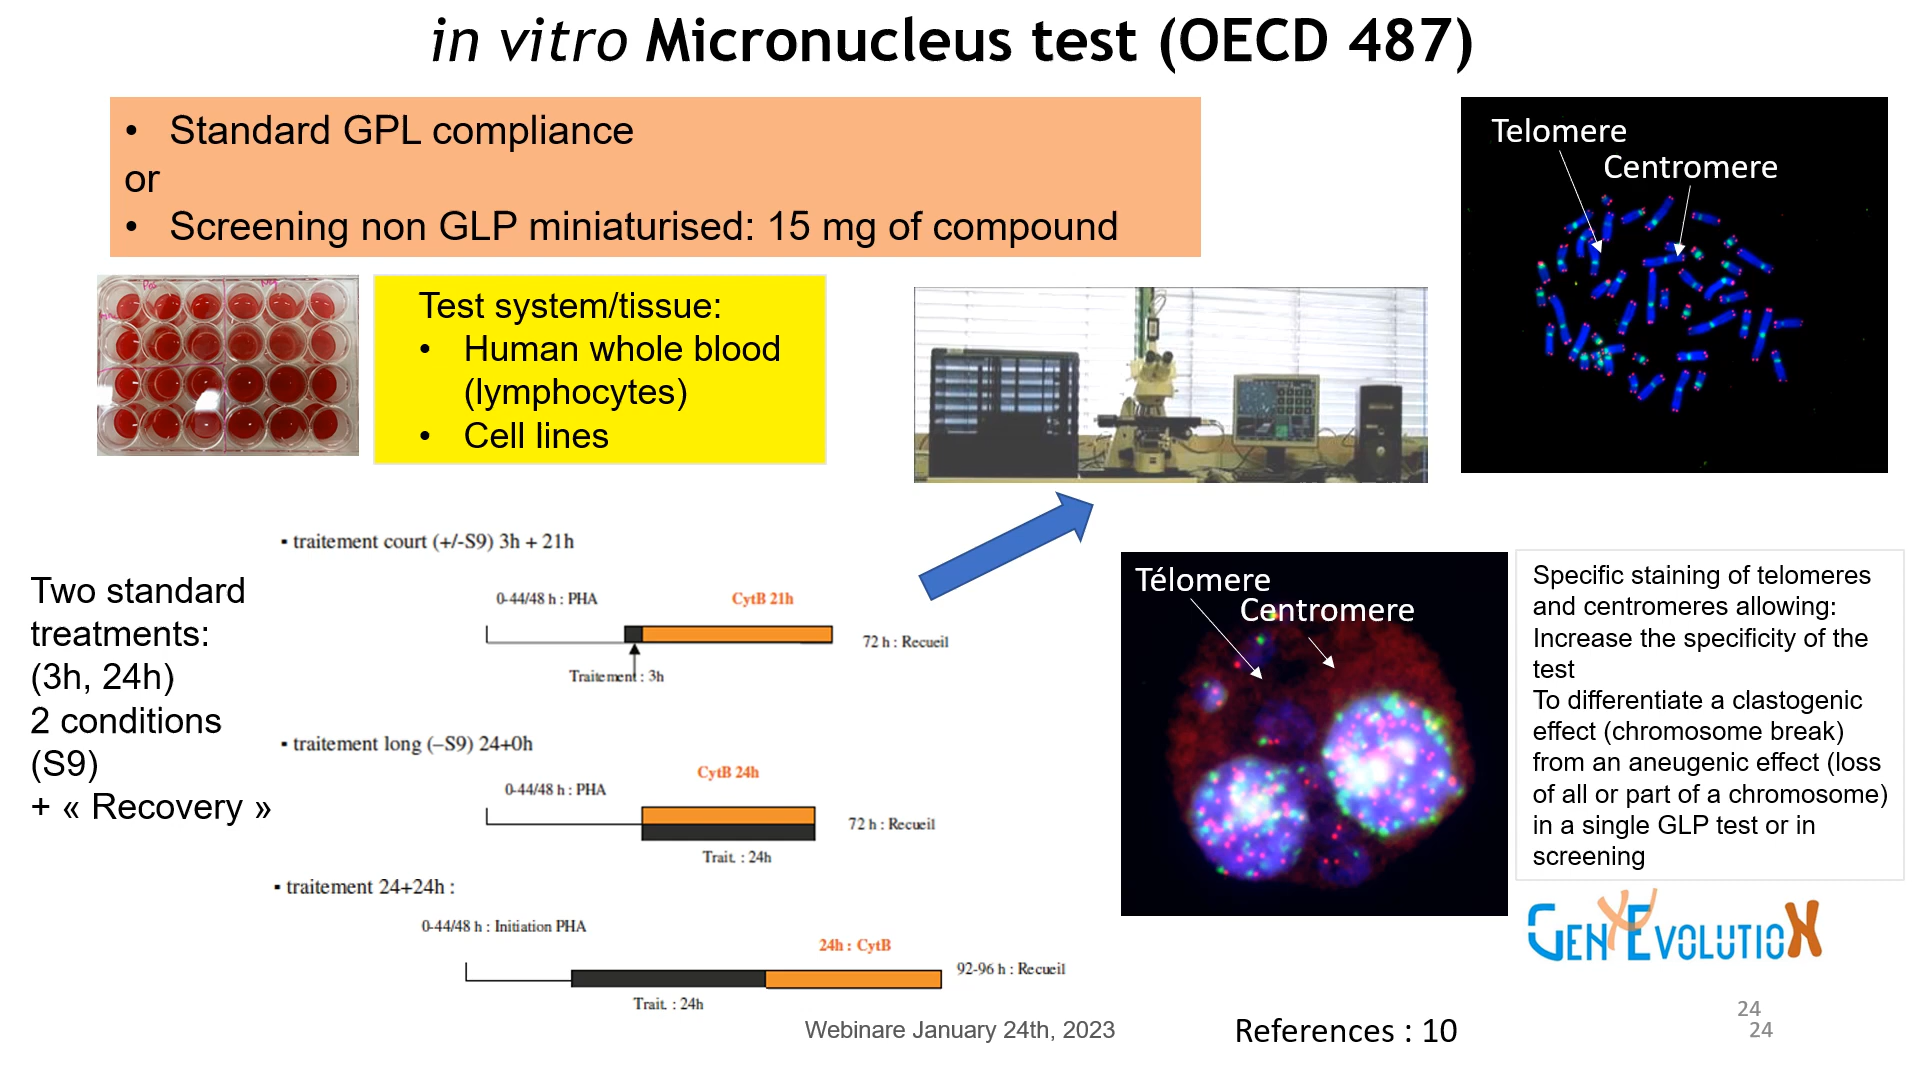 in vitro Micronucleus test (OECD 487)
• Standard GPL compliance
or
• Screening non GLP miniaturised: 15 mg of compound
Telomere
Centromere
Test system/tissue:
• Human whole blood
(lymphocytes)
• Cell lines
Two standard
treatments:
(3h, 24h)
2 conditions
(S9)
+ « Recovery »
▪ traitement court (+/-S9) 3h + 21h
0-44/48 h : PHA
CytB 21h
72 h : Recueil
Traitement : 3h
▪ traitement long (–S9) 24+0h
CytB 24h
0-44/48 h : PHA
72 h : Recueil
Trait. : 24h
▪ traitement 24+24h :
0-44/48 h : Initiation PHA
24h : CytB
92-96 h : Recueil
Trait. : 24h
Télomere
Centromere
Specific staining of telomeres
and centromeres allowing:
Increase the specificity of the
test
To differentiate a clastogenic
effect (chromosome break)
from an aneugenic effect (loss
of all or part of a chromosome)
in a single GLP test or in
screening
GENEVOLUTION
Webinare January 24th, 2023
References : 10
24
24